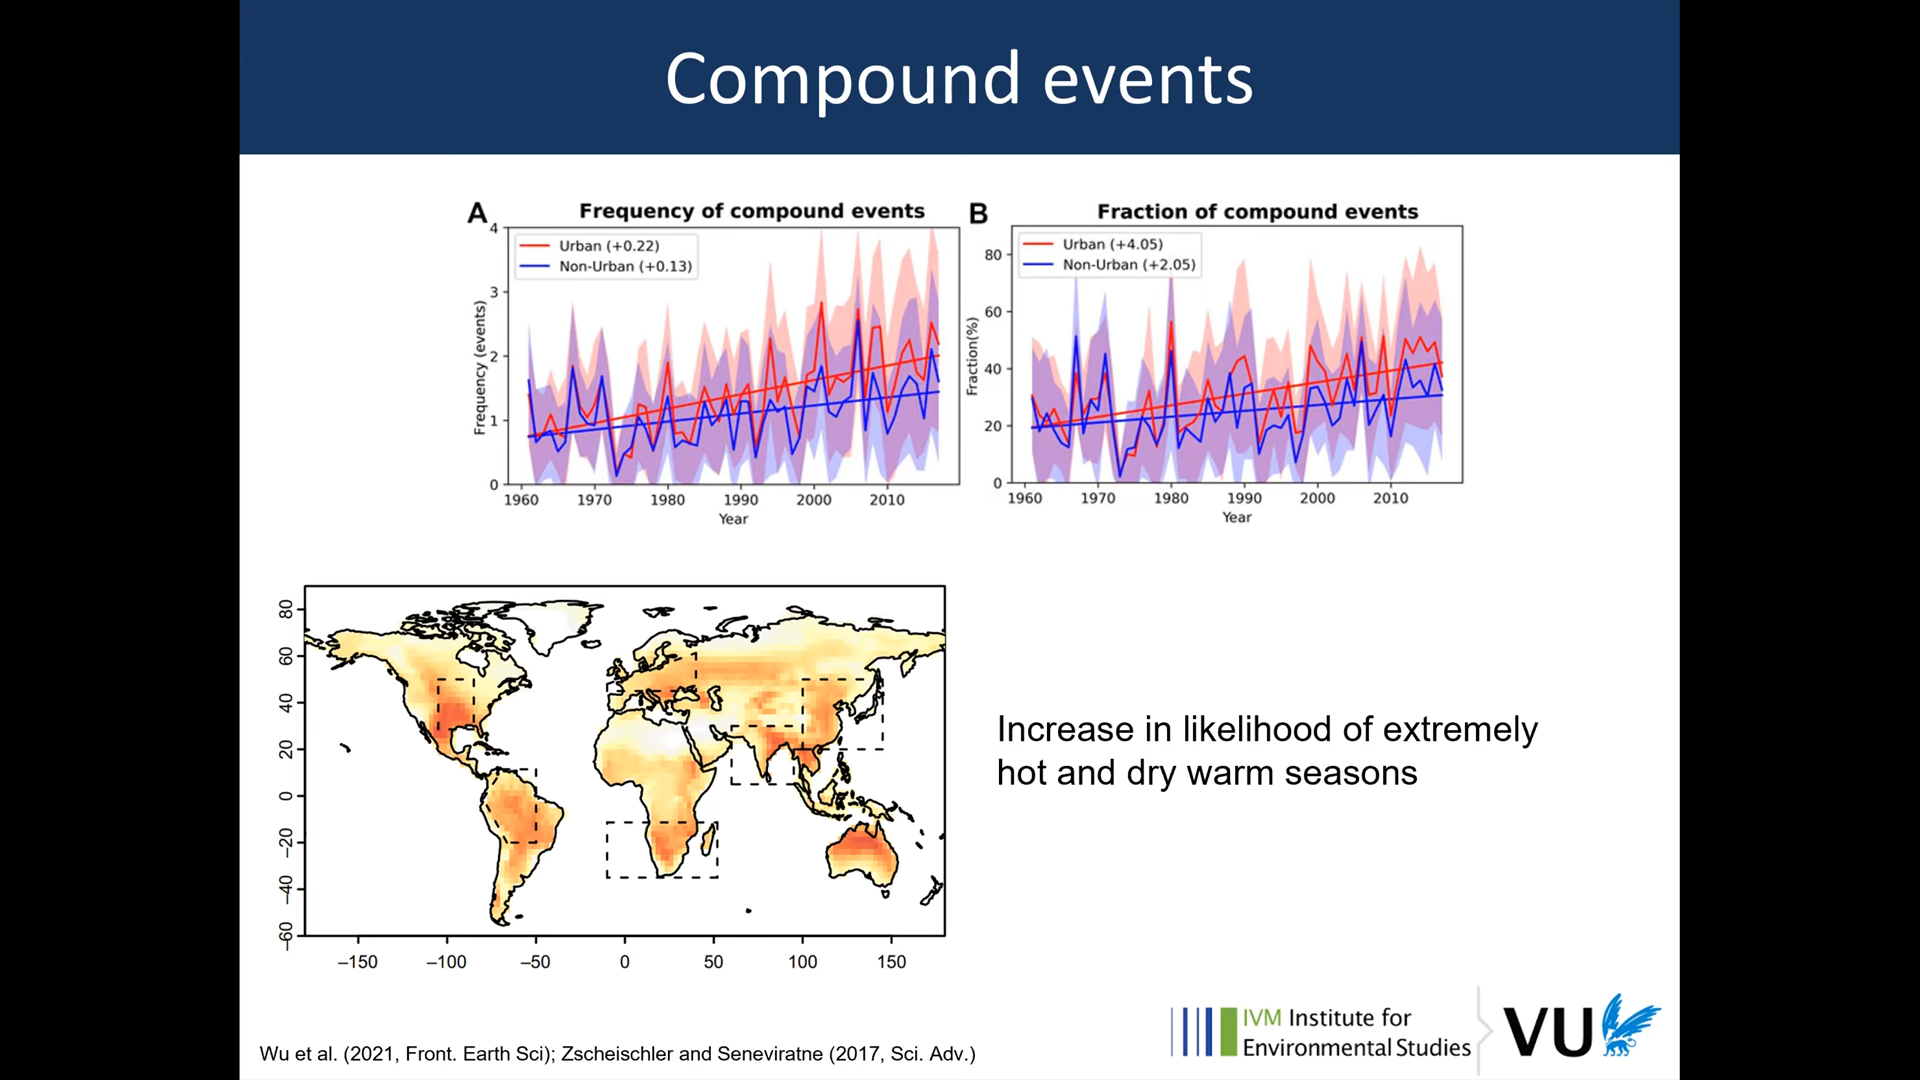 Compound events
A
Frequency of compound events
Urban (+0.22)
Non-Urban (+0.13)
Frequency (events)
4
3
2
1
0
1960 1970 1980 1990 2000 2010
Year
B
Fraction of compound events
Urban (+4.05)
Non-Urban (+2.05)
Fraction(%)
80
60
40
20
0
1960 1970 1980 1990 2000 2010
Year
80
60
40
20
0
−20
−40
−60
−150 −100 −50 0 50 100 150
Increase in likelihood of extremely
hot and dry warm seasons
Wu et al. (2021, Front. Earth Sci); Zscheischler and Seneviratne (2017, Sci. Adv.)
IVM Institute for
Environmental Studies
VU